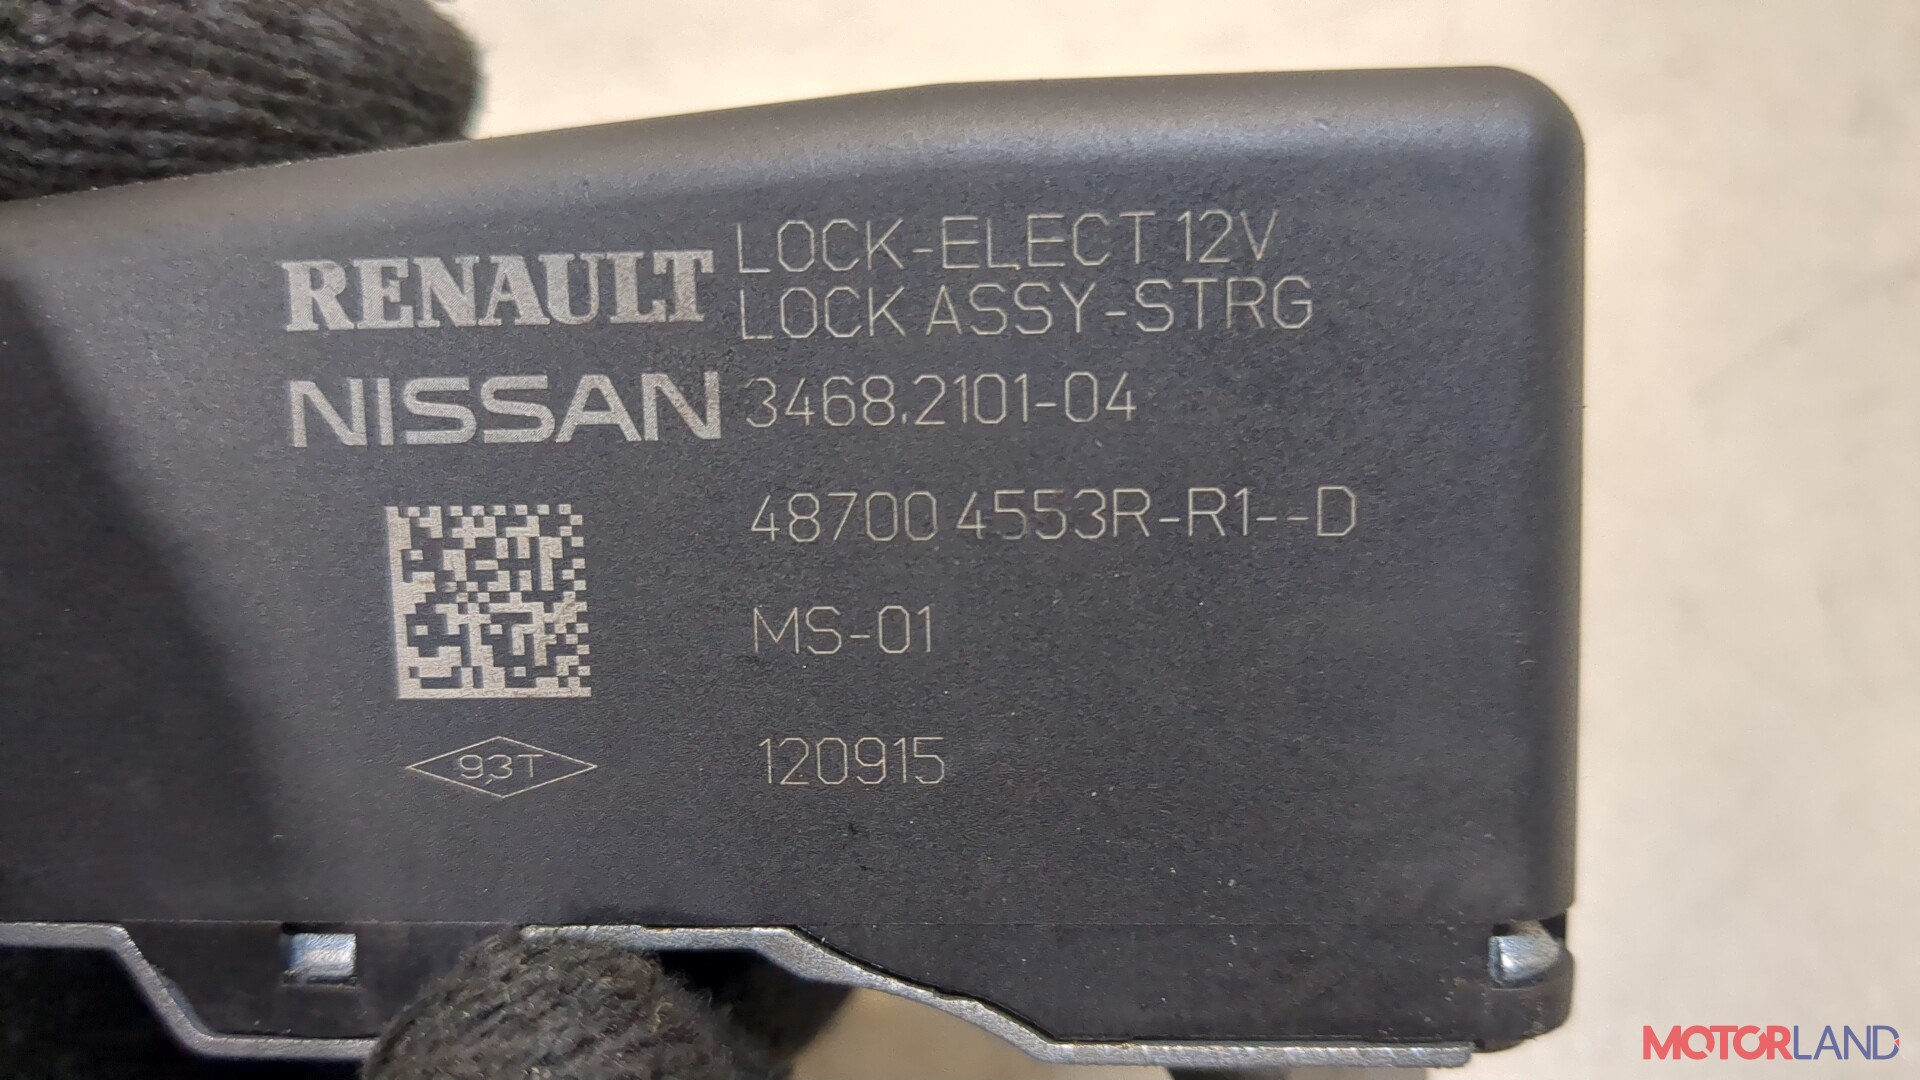 RENAULT LOCK-ELECT 12V
LOCK ASSY-STRG
NISSAN 3468.2101-04
48700 4553R-R1--D
MS-01
93T
120915
MOTORLAND